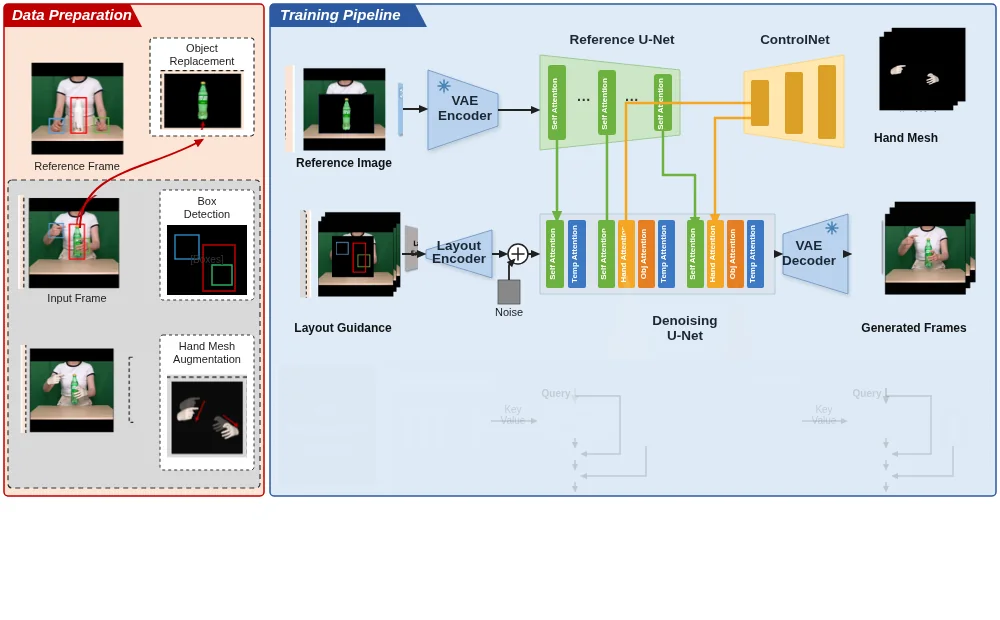 Data Preparation
Object
Replacement
Reference Frame
Box
Detection
[Boxes]
Input Frame
Hand Mesh
Augmentation
Training Pipeline
Reference U-Net
ControlNet
VAE
Encoder
Self Attention
...
Self Attention
...
Self Attention
Reference Image
Hand Mesh
Layout
Encoder
Noise
Layout Guidance
Self Attention
Temp Attention
Self Attention
Hand Attention
Obj Attention
Temp Attention
Self Attention
Hand Attention
Obj Attention
Temp Attention
VAE
Decoder
Denoising
U-Net
Generated Frames
Query
Key
Value
Query
Key
Value